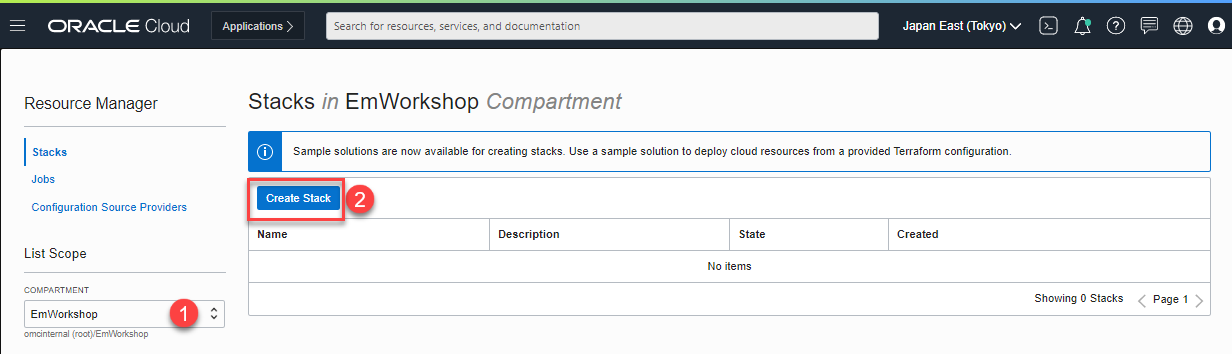 ORACLE Cloud
Applications >
Search for resources, services, and documentation
Japan East (Tokyo)
Resource Manager
Stacks
Jobs
Configuration Source Providers
List Scope
COMPARTMENT
EmWorkshop
1
omcinternal (root)/EmWorkshop
Stacks in EmWorkshop Compartment
Sample solutions are now available for creating stacks. Use a sample solution to deploy cloud resources from a provided Terraform configuration.
Create Stack
2
Name Description State Created
No items
Showing 0 Stacks < Page 1 >